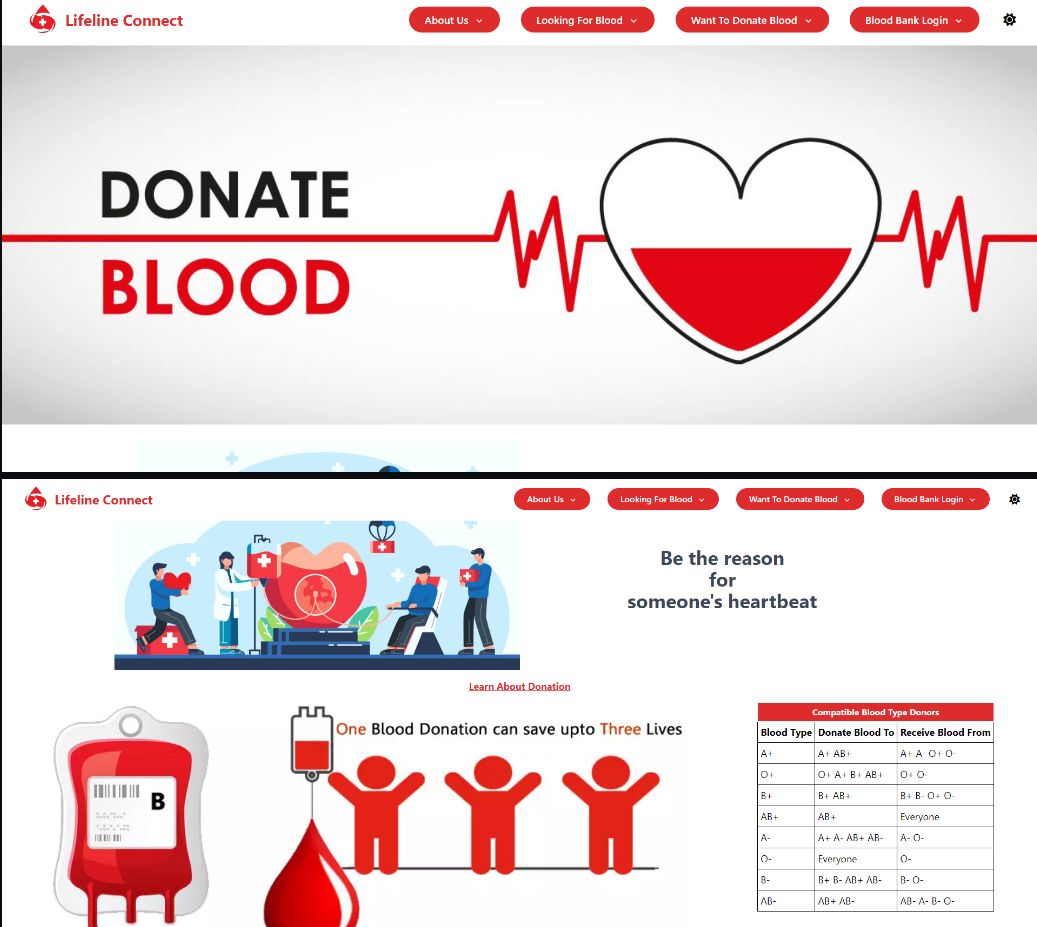 Lifeline Connect
About Us
Looking For Blood
Want To Donate Blood
Blood Bank Login
DONATE
BLOOD
Lifeline Connect
About Us
Looking For Blood
Want To Donate Blood
Blood Bank Login
Be the reason
for
someone's heartbeat
Learn About Donation
B
One Blood Donation can save upto Three Lives
Compatible Blood Type Donors
Blood Type Donate Blood To Receive Blood From
A+ A+ AB+ A+ A- O+ O-
O+ O+ A+ B+ AB+ O+ O-
B+ B+ AB+ B+ B- O+ O-
AB+ AB+ Everyone
A- A+ A- AB+ AB- A- O-
O- Everyone O-
B- B+ B- AB+ AB- B- O-
AB- AB+ AB- AB- A- B- O-